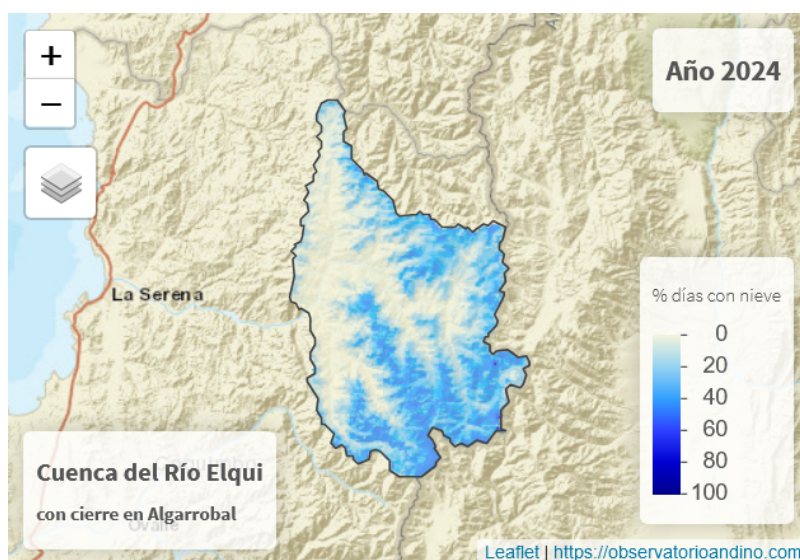 +
−
Año 2024
La Serena
% días con nieve
0
20
40
60
80
100
Cuenca del Río Elqui
con cierre en Algarrobal
Ovalle
Leaflet | https://observatorioandino.com